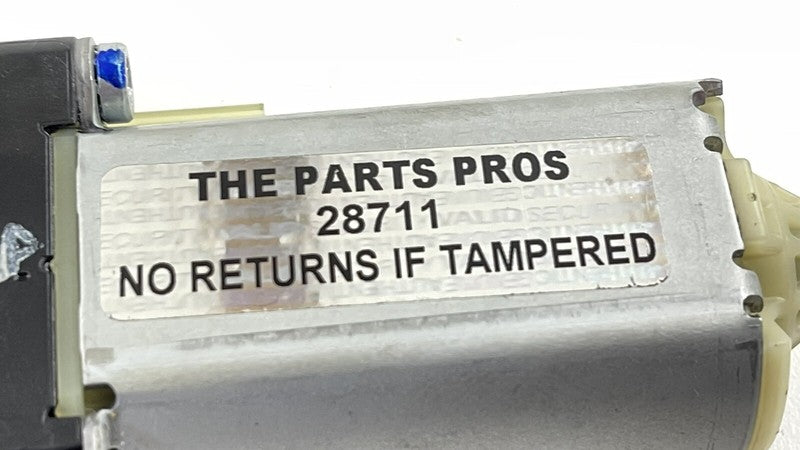 THE PARTS PROS
28711
NO RETURNS IF TAMPERED